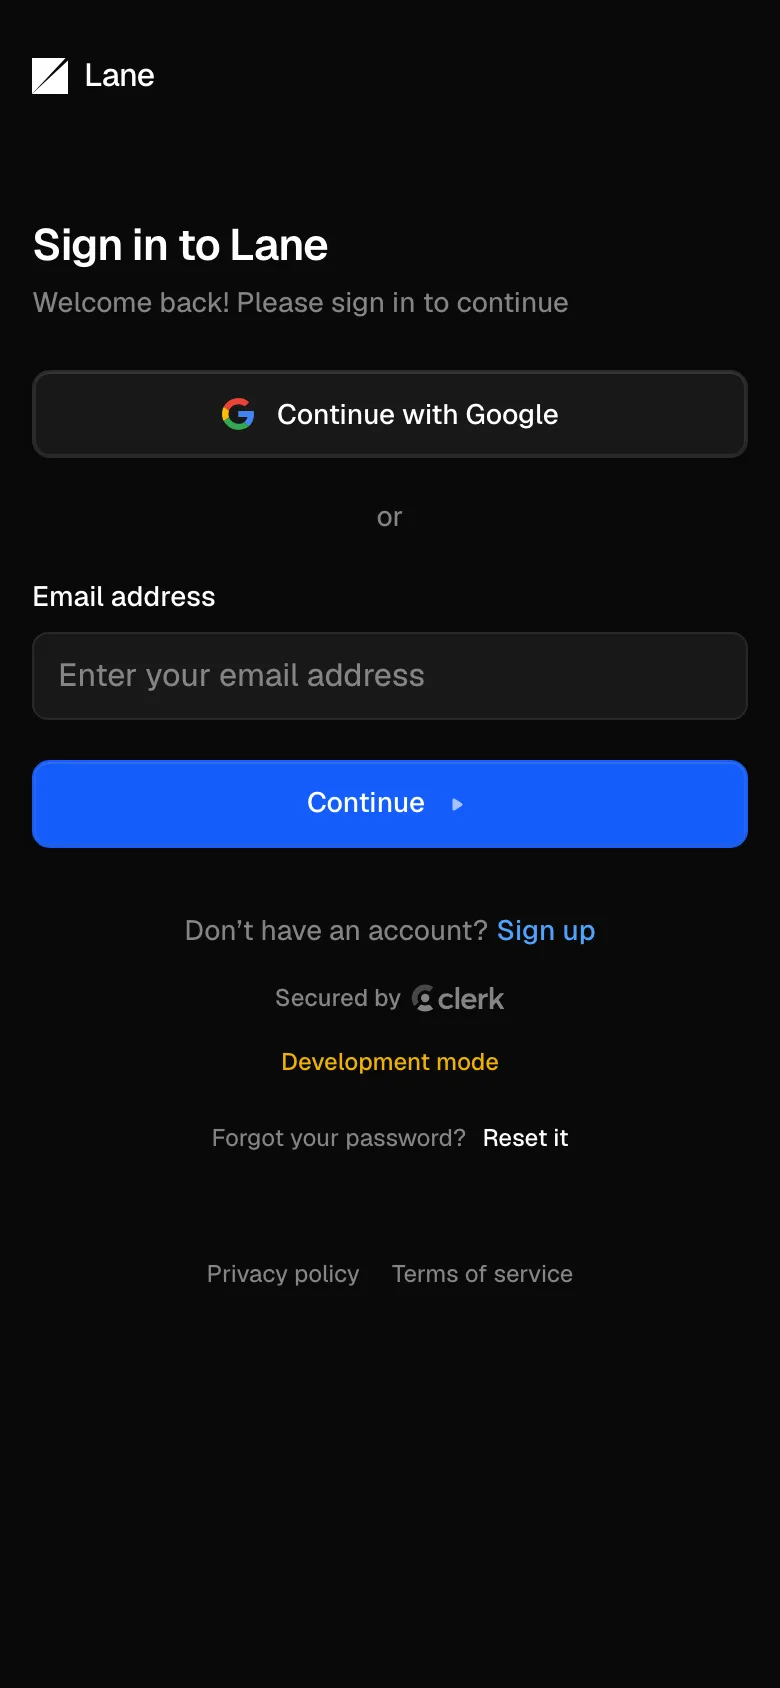 Lane
Sign in to Lane
Welcome back! Please sign in to continue
Continue with Google
or
Email address
Enter your email address
Continue
Don’t have an account? Sign up
Secured by clerk
Development mode
Forgot your password? Reset it
Privacy policy Terms of service